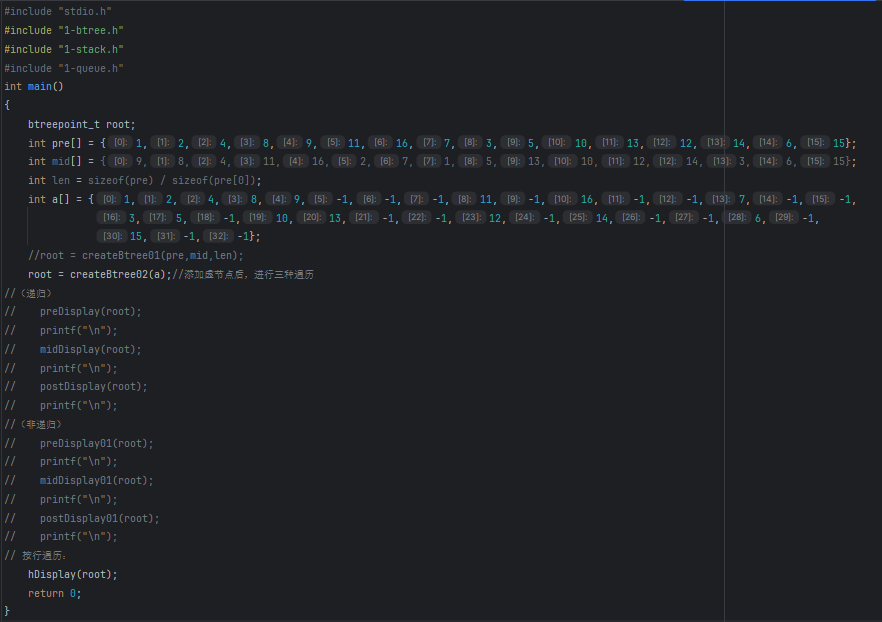 #include "stdio.h"
#include "1-btree.h"
#include "1-stack.h"
#include "1-queue.h"
int main()
{
    btreepoint_t root;
    int pre[] = { [0]: 1, [1]: 2, [2]: 4, [3]: 8, [4]: 9, [5]: 11, [6]: 16, [7]: 7, [8]: 3, [9]: 5, [10]: 10, [11]: 13, [12]: 12, [13]: 14, [14]: 6, [15]: 15};
    int mid[] = { [0]: 9, [1]: 8, [2]: 4, [3]: 11, [4]: 16, [5]: 2, [6]: 7, [7]: 1, [8]: 5, [9]: 13, [10]: 10, [11]: 12, [12]: 14, [13]: 3, [14]: 6, [15]: 15};
    int len = sizeof(pre) / sizeof(pre[0]);
    int a[] = { [0]: 1, [1]: 2, [2]: 4, [3]: 8, [4]: 9, [5]: -1, [6]: -1, [7]: -1, [8]: 11, [9]: -1, [10]: 16, [11]: -1, [12]: -1, [13]: 7, [14]: -1, [15]: -1,
                [16]: 3, [17]: 5, [18]: -1, [19]: 10, [20]: 13, [21]: -1, [22]: -1, [23]: 12, [24]: -1, [25]: 14, [26]: -1, [27]: -1, [28]: 6, [29]: -1,
                [30]: 15, [31]: -1, [32]: -1};
    //root = createBtree01(pre,mid,len);
    root = createBtree02(a);//添加虚节点后，进行三种遍历
//（递归）
//    preDisplay(root);
//    printf("\n");
//    midDisplay(root);
//    printf("\n");
//    postDisplay(root);
//    printf("\n");
//（非递归）
//    preDisplay01(root);
//    printf("\n");
//    midDisplay01(root);
//    printf("\n");
//    postDisplay01(root);
//    printf("\n");
// 按行遍历：
    hDisplay(root);
    return 0;
}